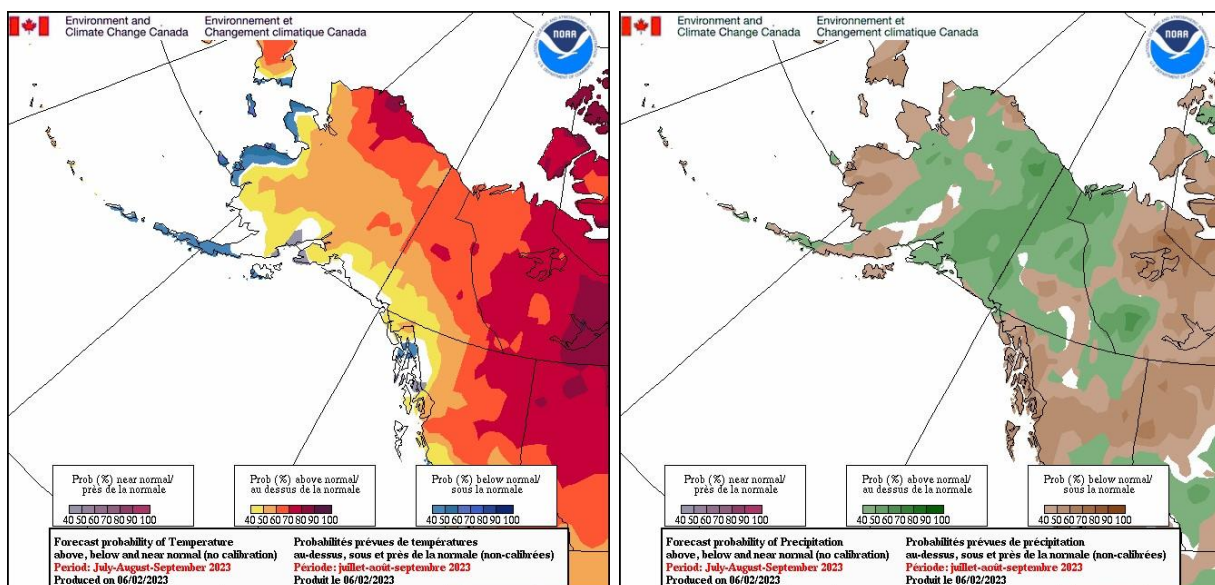 Environment and
Climate Change Canada
Environnement et
Changement climatique Canada
NOAA
Prob (%) near normal/
près de la normale
40 50 60 70 80 90 100
Prob (%) above normal/
au dessus de la normale
40 50 60 70 80 90 100
Prob (%) below normal/
sous la normale
40 50 60 70 80 90 100
Forecast probability of Temperature
above, below and near normal (no calibration)
Period: July-August-September 2023
Produced on 06/02/2023
Probabilités prévues de températures
au-dessus, sous et près de la normale (non-calibrées)
Période: juillet-août-septembre 2023
Produit le 06/02/2023
Environment and
Climate Change Canada
Environnement et
Changement climatique Canada
NOAA
Prob (%) near normal/
près de la normale
40 50 60 70 80 90 100
Prob (%) above normal/
au dessus de la normale
40 50 60 70 80 90 100
Prob (%) below normal/
sous la normale
40 50 60 70 80 90 100
Forecast probability of Precipitation
above, below and near normal (no calibration)
Period: July-August-September 2023
Produced on 06/02/2023
Probabilités prévues de précipitation
au-dessus, sous et près de la normale (non-calibrées)
Période: juillet-août-septembre 2023
Produit le 06/02/2023